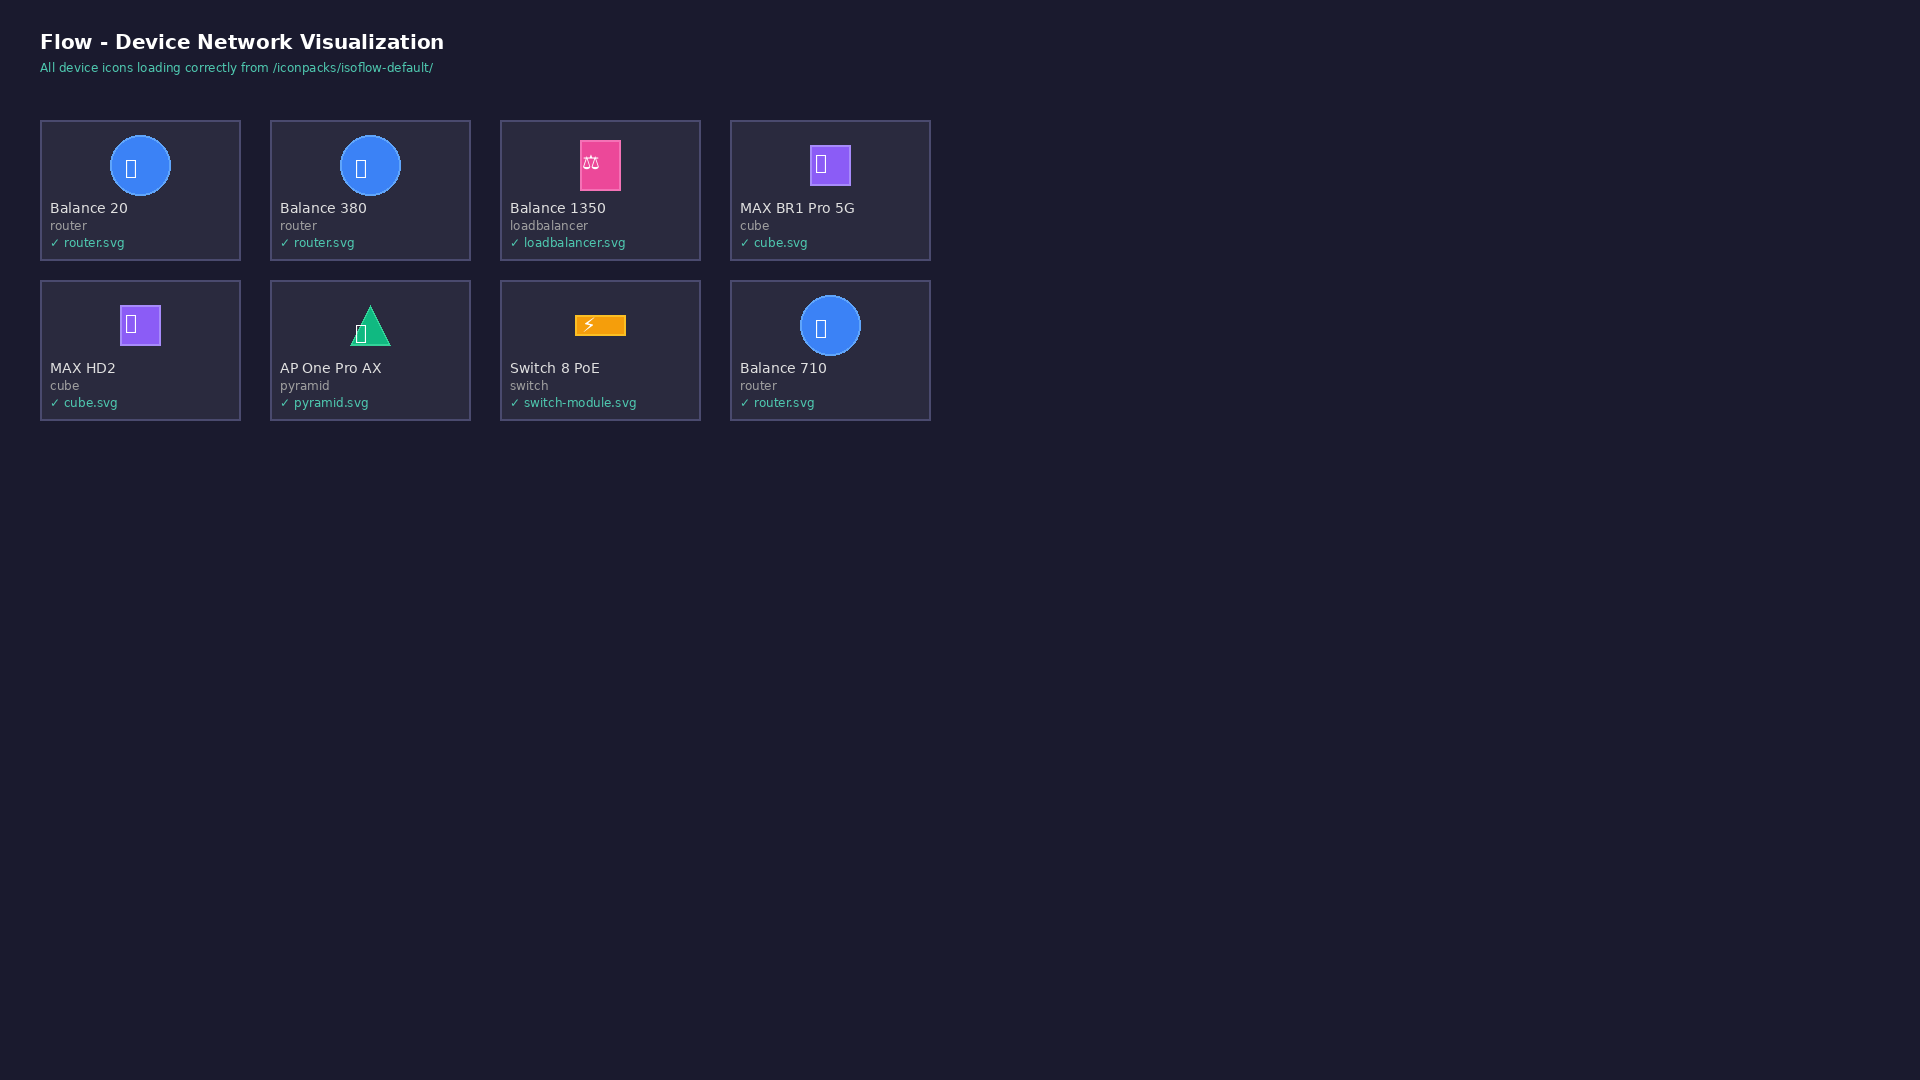 Flow - Device Network Visualization
All device icons loading correctly from /iconpacks/isoflow-default/
Balance 20
router
✓ router.svg
Balance 380
router
✓ router.svg
⚖
Balance 1350
loadbalancer
✓ loadbalancer.svg
MAX BR1 Pro 5G
cube
✓ cube.svg
MAX HD2
cube
✓ cube.svg
AP One Pro AX
pyramid
✓ pyramid.svg
⚡
Switch 8 PoE
switch
✓ switch-module.svg
Balance 710
router
✓ router.svg